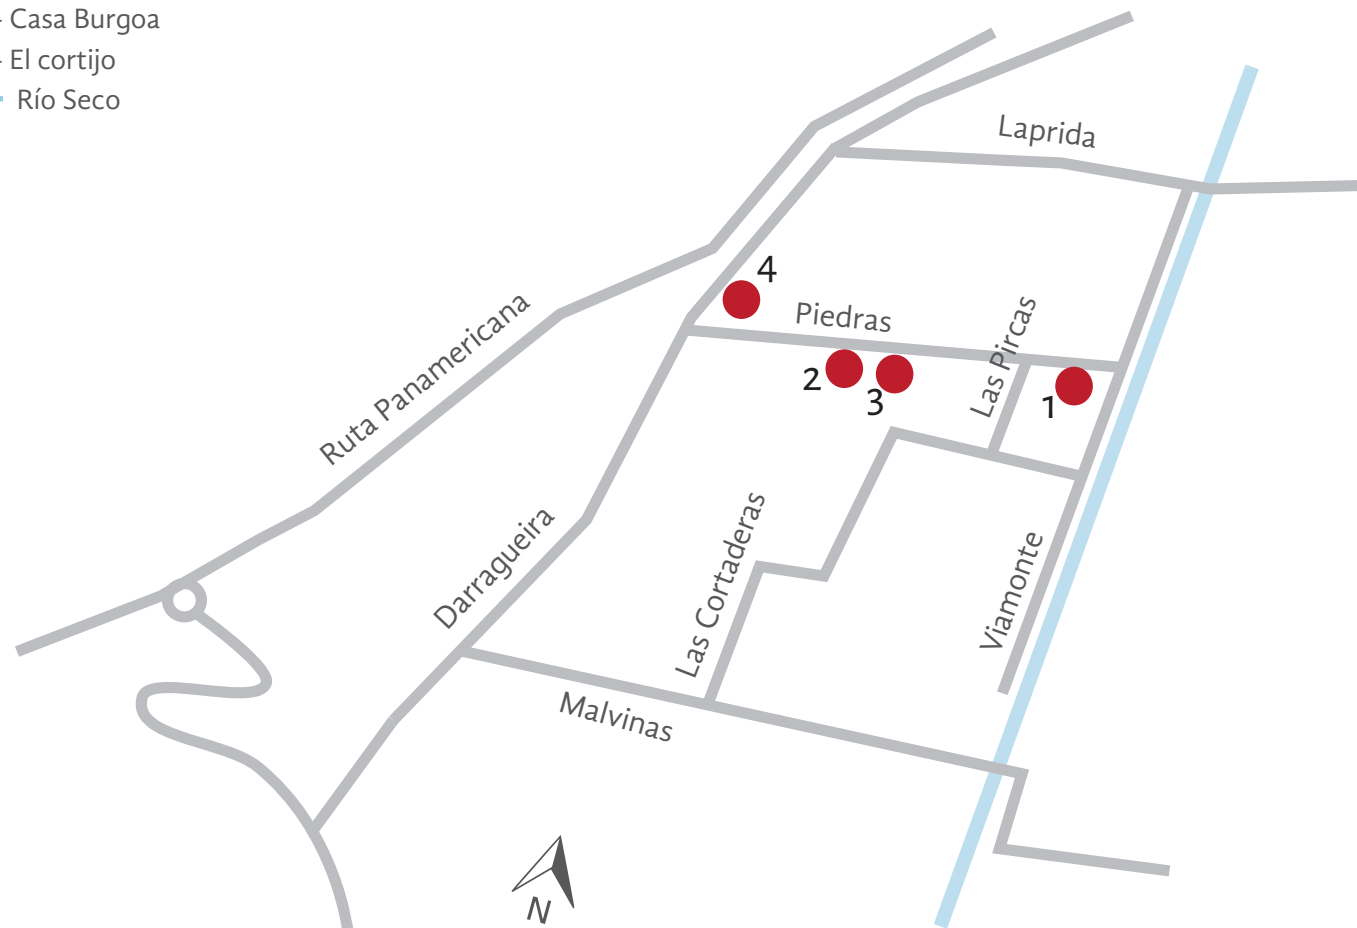 - Casa Burgoa
- El cortijo
Río Seco
Laprida
4
Piedras
Las Pircas
Ruta Panamericana
2
3
1
Las Cortaderas
Darragueira
Viamonte
Malvinas
N